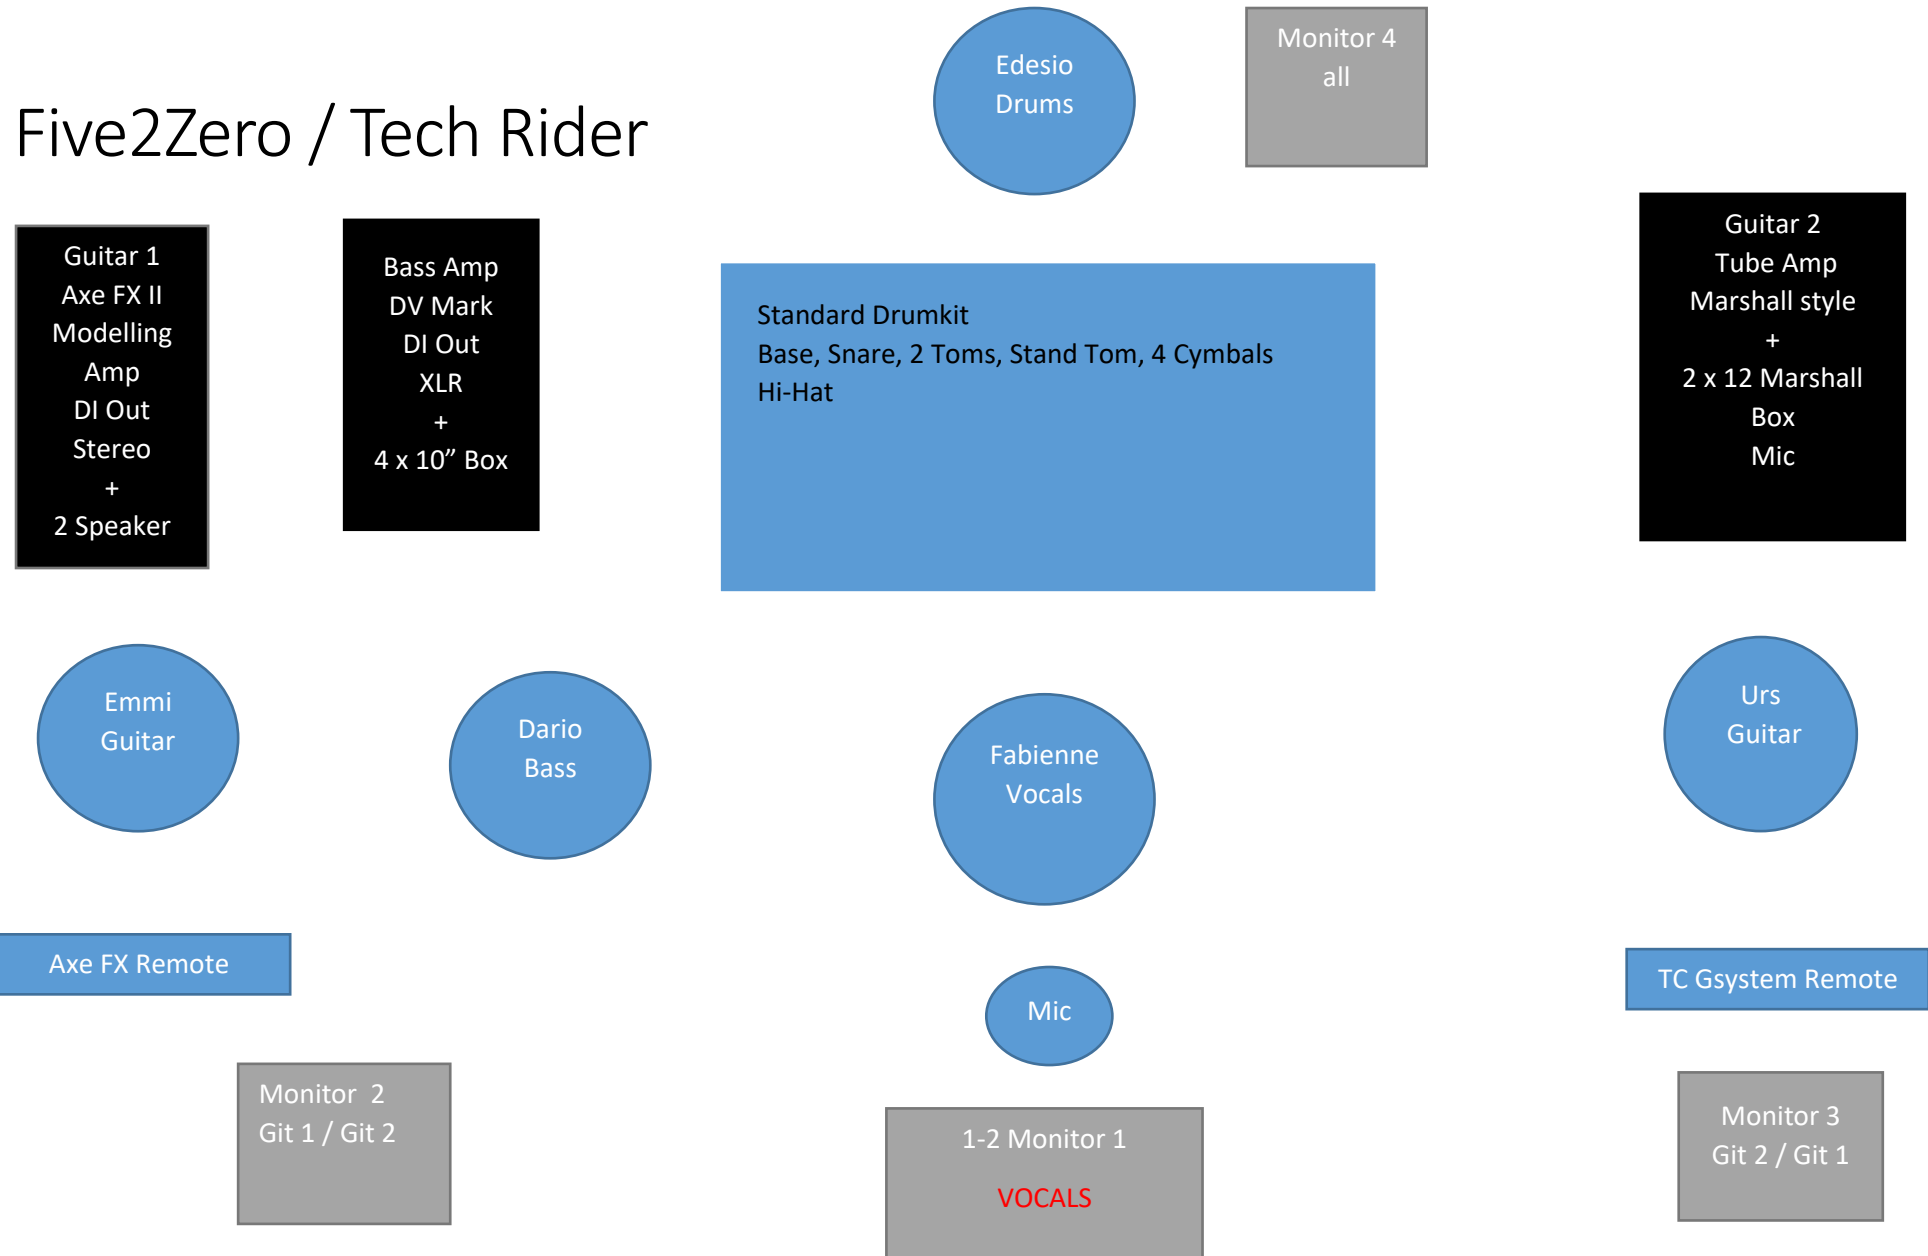 Five2Zero / Tech Rider
Edesio
Drums
Monitor 4
all
Guitar 1
Axe FX II
Modelling
Amp
DI Out
Stereo
+
2 Speaker
Bass Amp
DV Mark
DI Out
XLR
+
4 x 10” Box
Standard Drumkit
Base, Snare, 2 Toms, Stand Tom, 4 Cymbals
Hi-Hat
Guitar 2
Tube Amp
Marshall style
+
2 x 12 Marshall
Box
Mic
Emmi
Guitar
Dario
Bass
Fabienne
Vocals
Urs
Guitar
Axe FX Remote
Mic
TC Gsystem Remote
Monitor  2
Git 1 / Git 2
1-2 Monitor 1
VOCALS
Monitor 3
Git 2 / Git 1